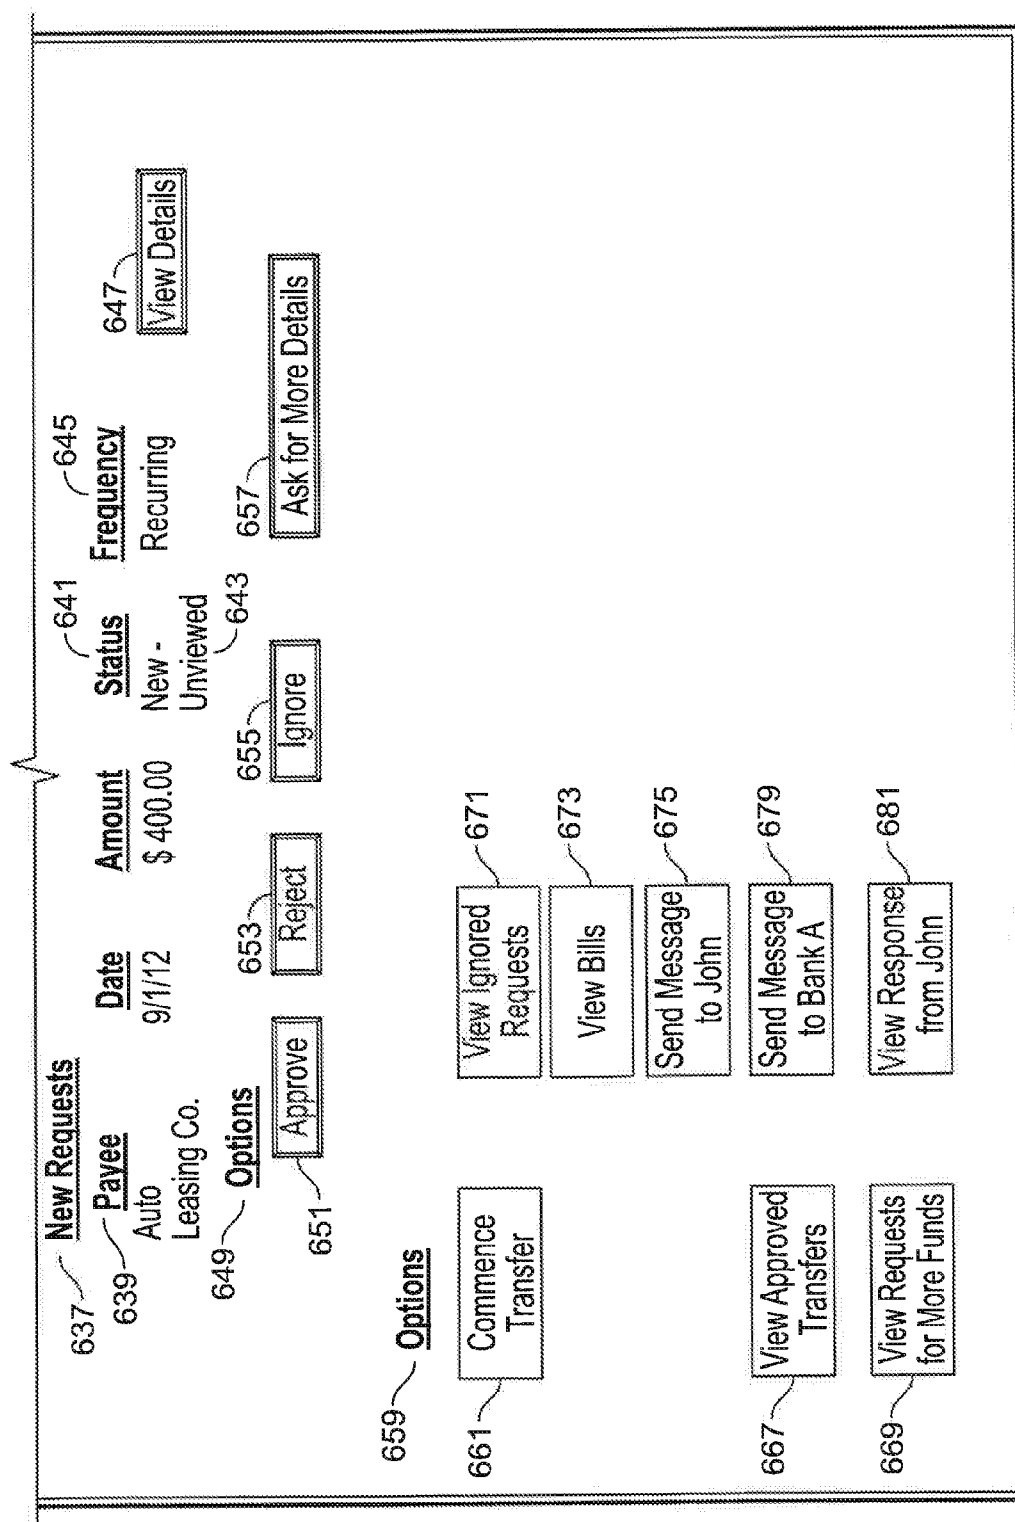 637 New Requests
639 Payee Date Amount Status 641 Frequency 645 647
Auto 9/1/12 $ 400.00 New - Recurring View Details
Leasing Co. Unviewed 643
649 Options
651 Approve 653 Reject 655 Ignore 657 Ask for More Details
659 Options
661 Commence View Ignored 671
Transfer Requests
View Bills 673
Send Message 675
to John
667 View Approved Send Message 679
Transfers to Bank A
669 View Requests View Response 681
for More Funds from John